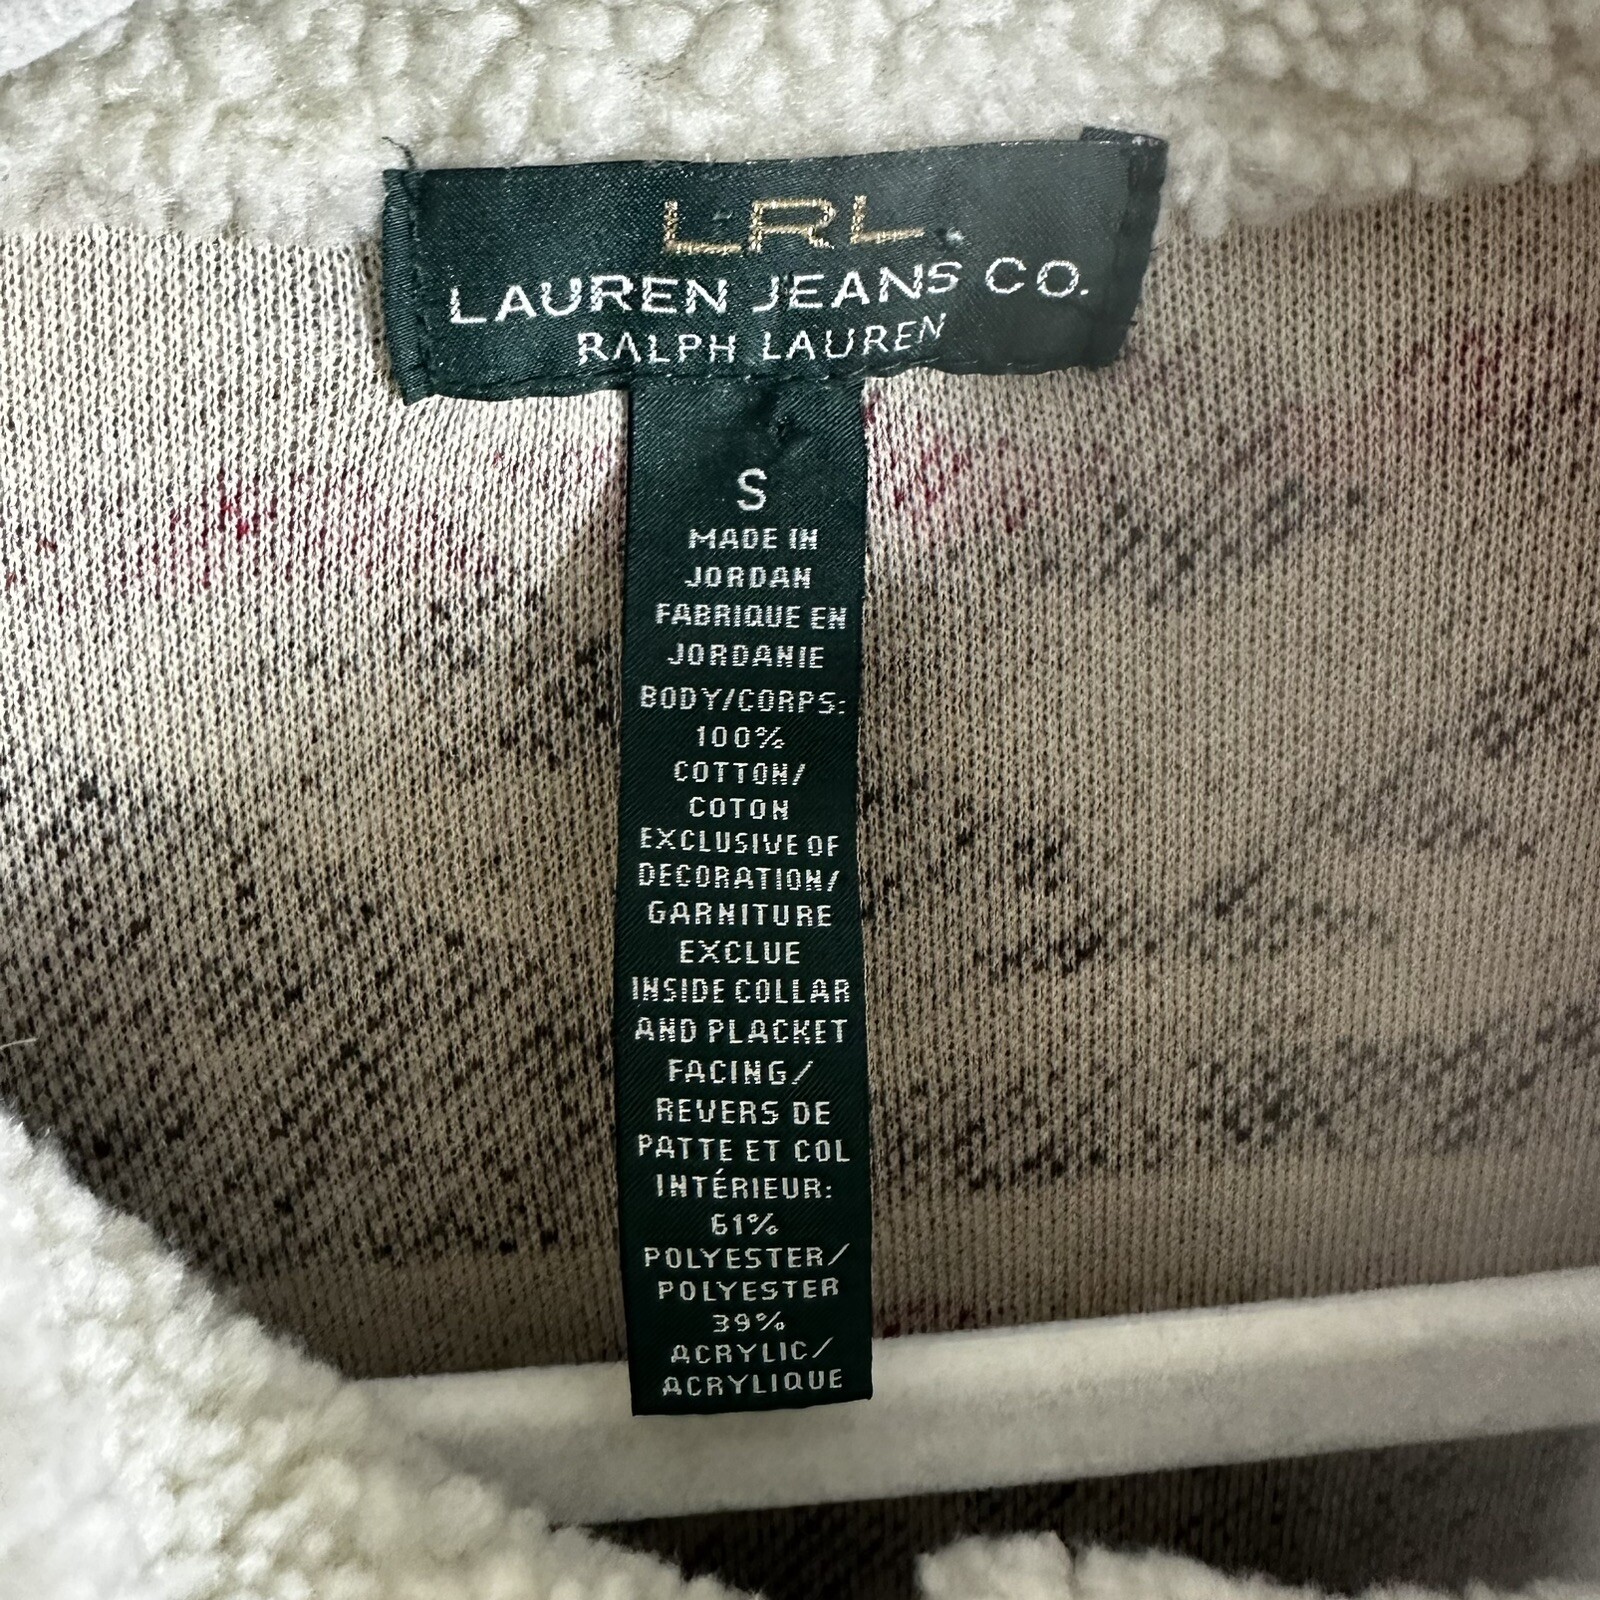 LRL
LAUREN JEANS CO.
RALPH LAUREN
S
MADE IN
JORDAN
FABRIQUE EN
JORDANIE
BODY/CORPS:
100%
COTTON/
COTON
EXCLUSIVE OF
DECORATION/
GARNITURE
EXCLUE
INSIDE COLLAR
AND PLACKET
FACING/
REVERS DE
PATTE ET COL
INTÉRIEUR:
61%
POLYESTER/
POLYESTER
39%
ACRYLIC/
ACRYLIQUE